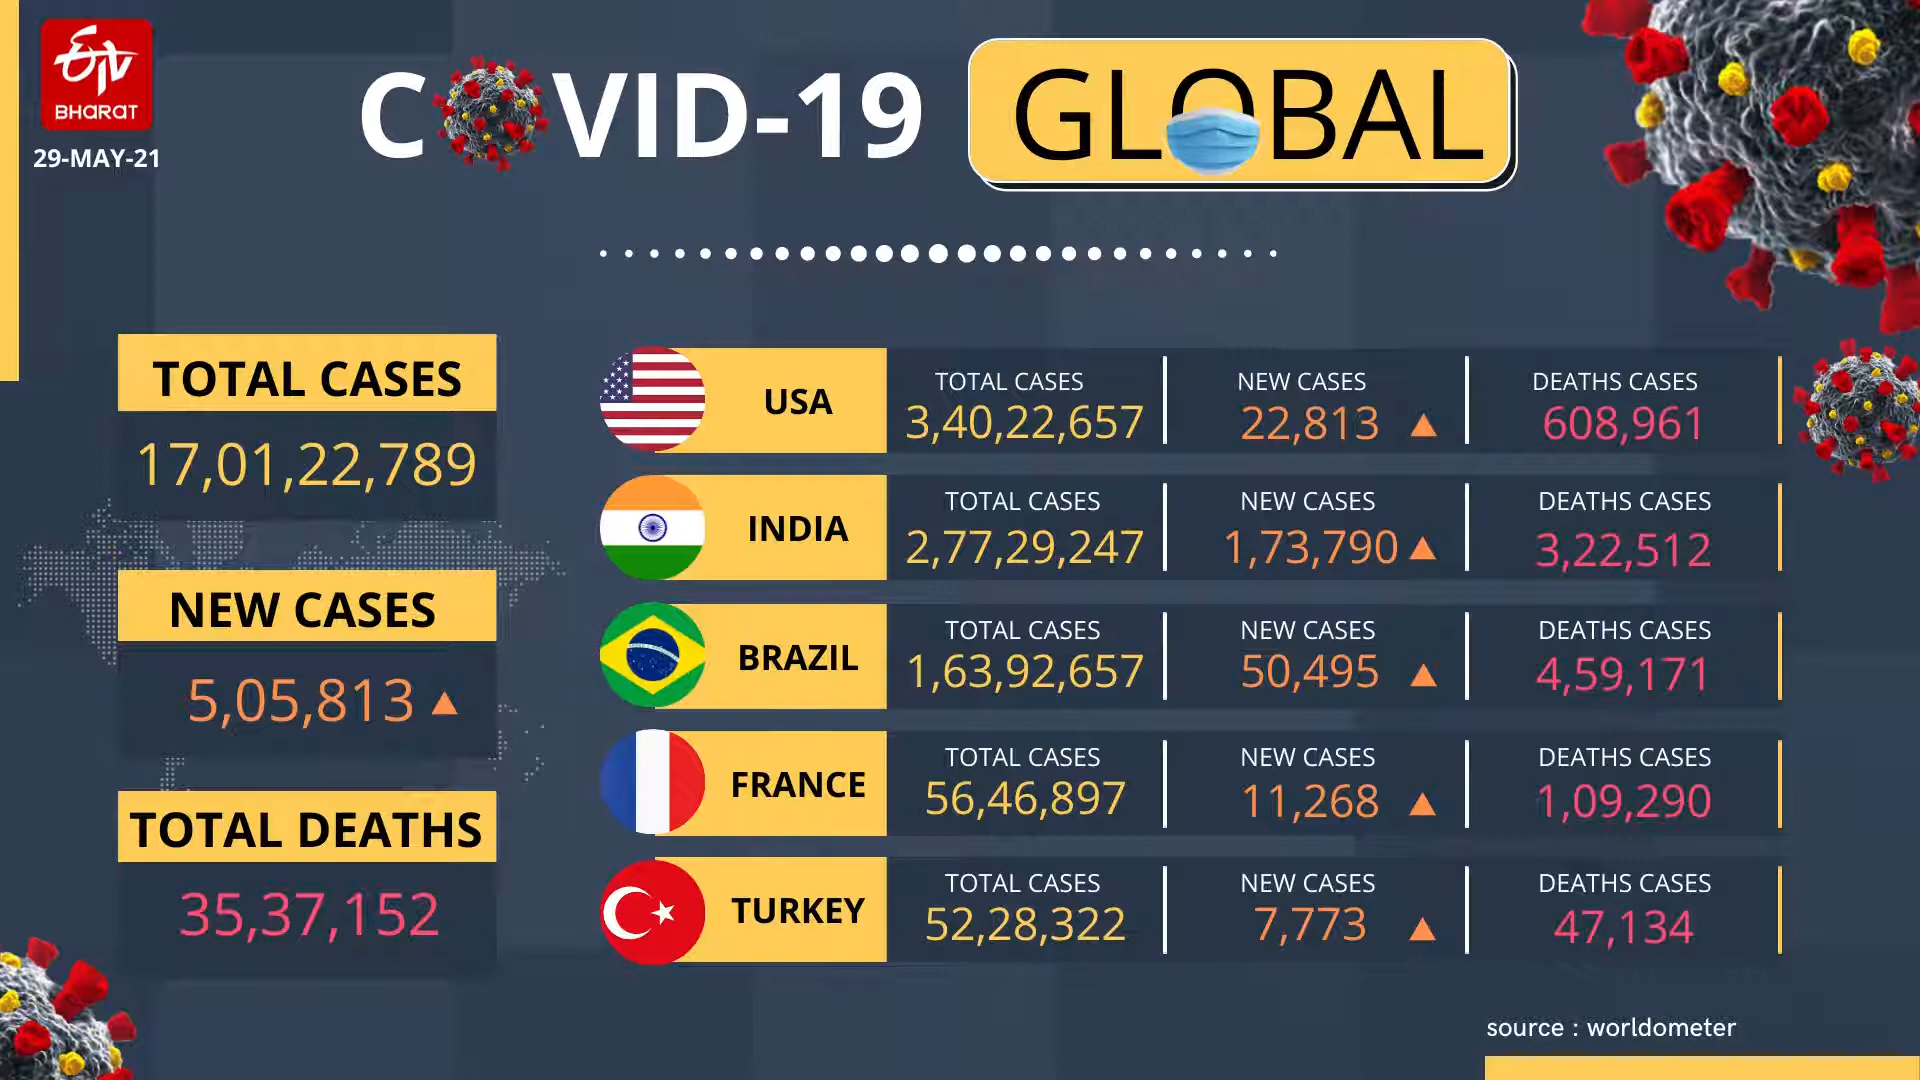 ETV
BHARAT
29-MAY-21
COVID-19 GLOBAL
TOTAL CASES
17,01,22,789
NEW CASES
5,05,813
TOTAL DEATHS
35,37,152
USA
TOTAL CASES
3,40,22,657
NEW CASES
22,813
DEATHS CASES
608,961
INDIA
TOTAL CASES
2,77,29,247
NEW CASES
1,73,790
DEATHS CASES
3,22,512
BRAZIL
TOTAL CASES
1,63,92,657
NEW CASES
50,495
DEATHS CASES
4,59,171
FRANCE
TOTAL CASES
56,46,897
NEW CASES
11,268
DEATHS CASES
1,09,290
TURKEY
TOTAL CASES
52,28,322
NEW CASES
7,773
DEATHS CASES
47,134
source : worldometer